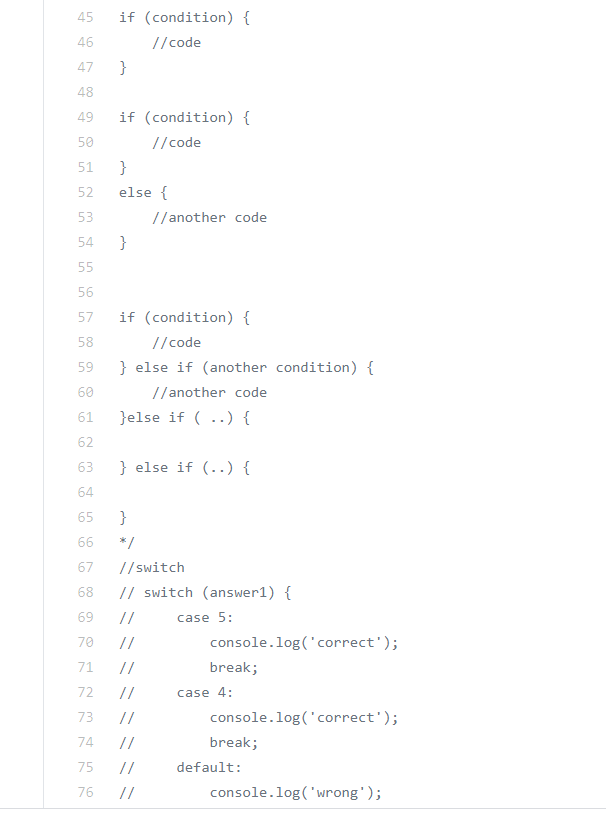 45 if (condition) {
46     //code
47 }
48
49 if (condition) {
50     //code
51 }
52 else {
53     //another code
54 }
55
56
57 if (condition) {
58     //code
59 } else if (another condition) {
60     //another code
61 }else if ( ..) {
62
63 } else if (..) {
64
65 }
66 */
67 //switch
68 // switch (answer1) {
69 //     case 5:
70 //         console.log('correct');
71 //         break;
72 //     case 4:
73 //         console.log('correct');
74 //         break;
75 //     default:
76 //         console.log('wrong');